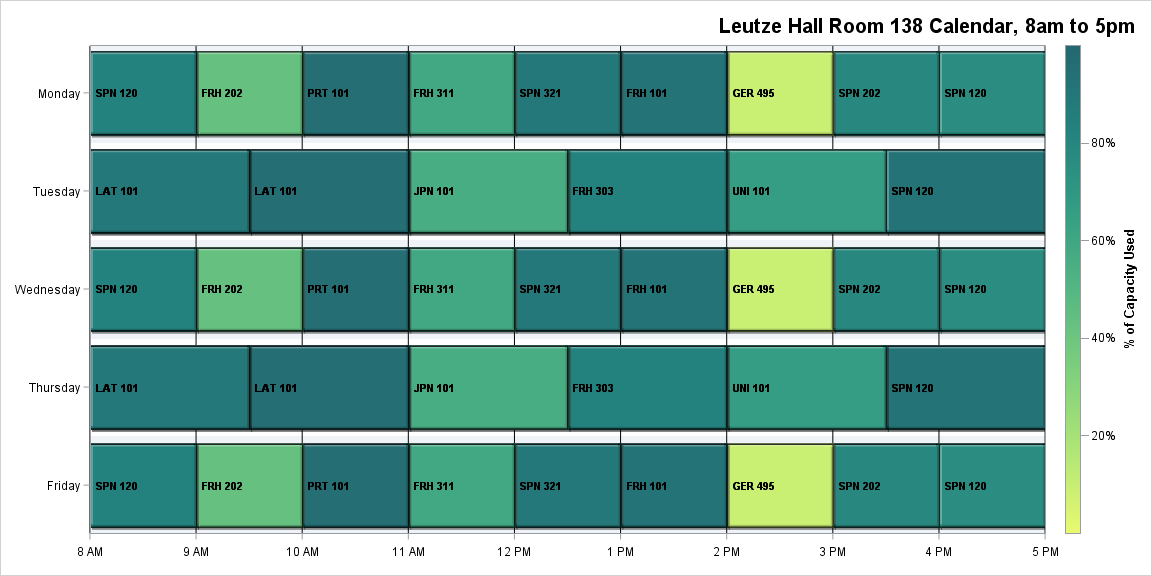 Leutze Hall Room 138 Calendar, 8am to 5pm
Monday
SPN 120 FRH 202 PRT 101 FRH 311 SPN 321 FRH 101 GER 495 SPN 202 SPN 120
Tuesday
LAT 101 LAT 101 JPN 101 FRH 303 UNI 101 SPN 120
Wednesday
SPN 120 FRH 202 PRT 101 FRH 311 SPN 321 FRH 101 GER 495 SPN 202 SPN 120
Thursday
LAT 101 LAT 101 JPN 101 FRH 303 UNI 101 SPN 120
Friday
SPN 120 FRH 202 PRT 101 FRH 311 SPN 321 FRH 101 GER 495 SPN 202 SPN 120
8 AM 9 AM 10 AM 11 AM 12 PM 1 PM 2 PM 3 PM 4 PM 5 PM
80%
60%
40%
20%
% of Capacity Used